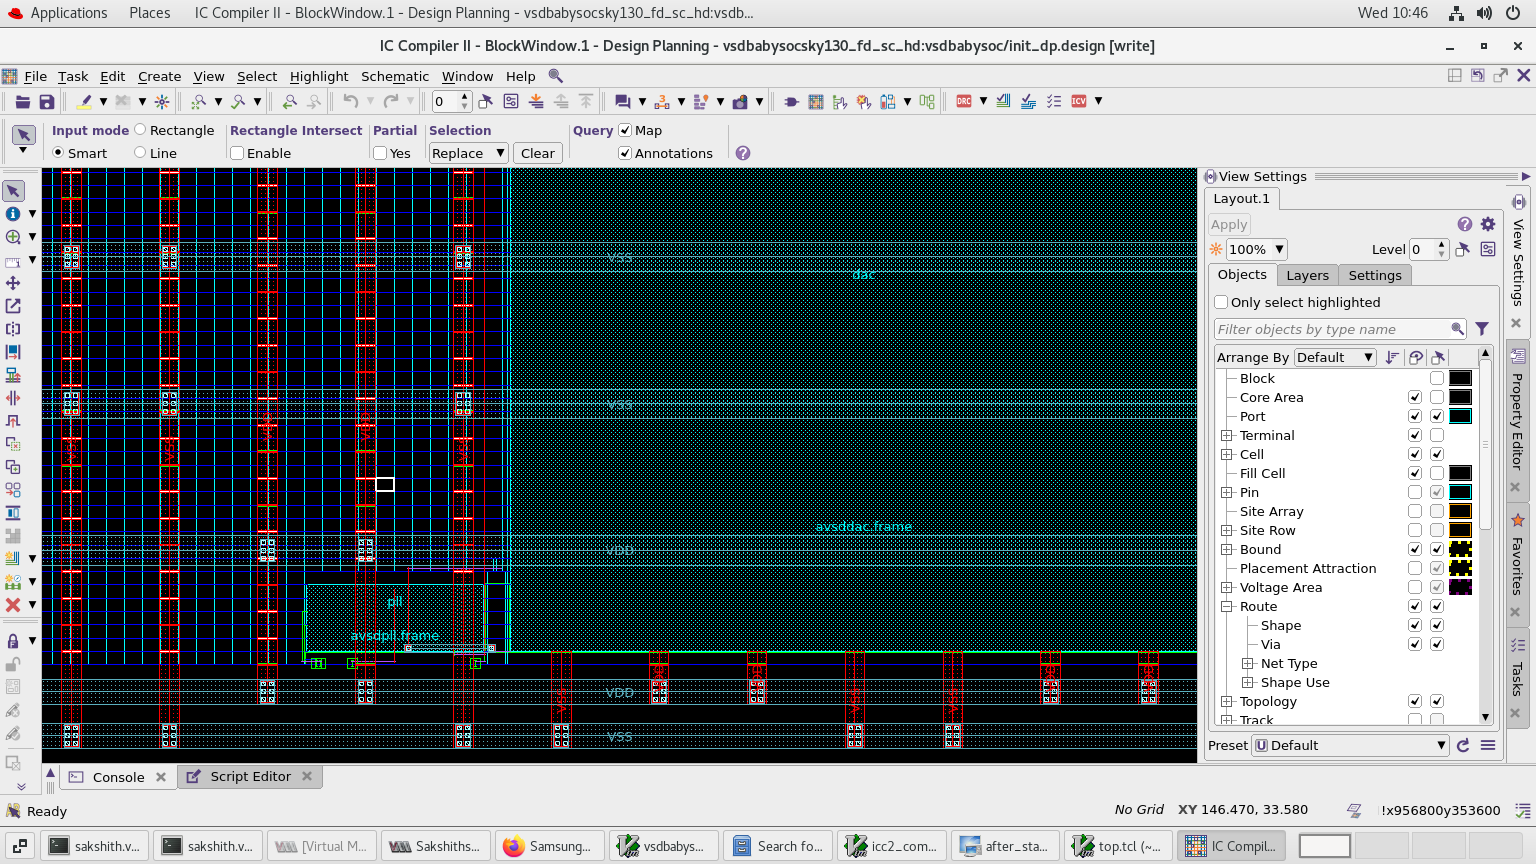 Applications Places IC Compiler II - BlockWindow.1 - Design Planning - vsdbabysocsky130_fd_sc_hd:vsdb... Wed 10:46
IC Compiler II - BlockWindow.1 - Design Planning - vsdbabysocsky130_fd_sc_hd:vsdbabysoc/init_dp.design [write]
File Task Edit Create View Select Highlight Schematic Window Help
0 DRC ICV
Input mode Rectangle Rectangle Intersect Partial Selection Query Map
Smart Line Enable Yes Replace Clear Annotations
View Settings
Layout.1
Apply
100% Level 0
Objects Layers Settings
Only select highlighted
Filter objects by type name
Arrange By Default
Block
Core Area
Port
Terminal
Cell
Fill Cell
Pin
Site Array
Site Row
Bound
Placement Attraction
Voltage Area
Route
Shape
Via
Net Type
Shape Use
Topology
Track
Preset Default
View Settings
Property Editor
Favorites
Tasks
VSS
dac
VSS
avsddac.frame
VDD
pll
avsdpll.frame
VDD
VSS
Console Script Editor
Ready No Grid XY 146.470, 33.580 !x956800y353600
sakshith.v... sakshith.v... [Virtual M... Sakshiths... Samsung... vsdbabys... Search fo... icc2_com... after_sta... top.tcl (~... IC Compil...